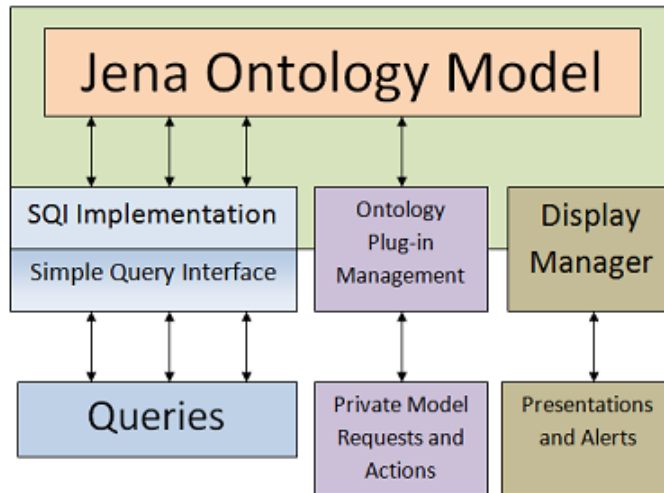 Jena Ontology Model
SQI Implementation
Simple Query Interface
Ontology
Plug-in
Management
Display
Manager
Queries
Private Model
Requests and
Actions
Presentations
and Alerts